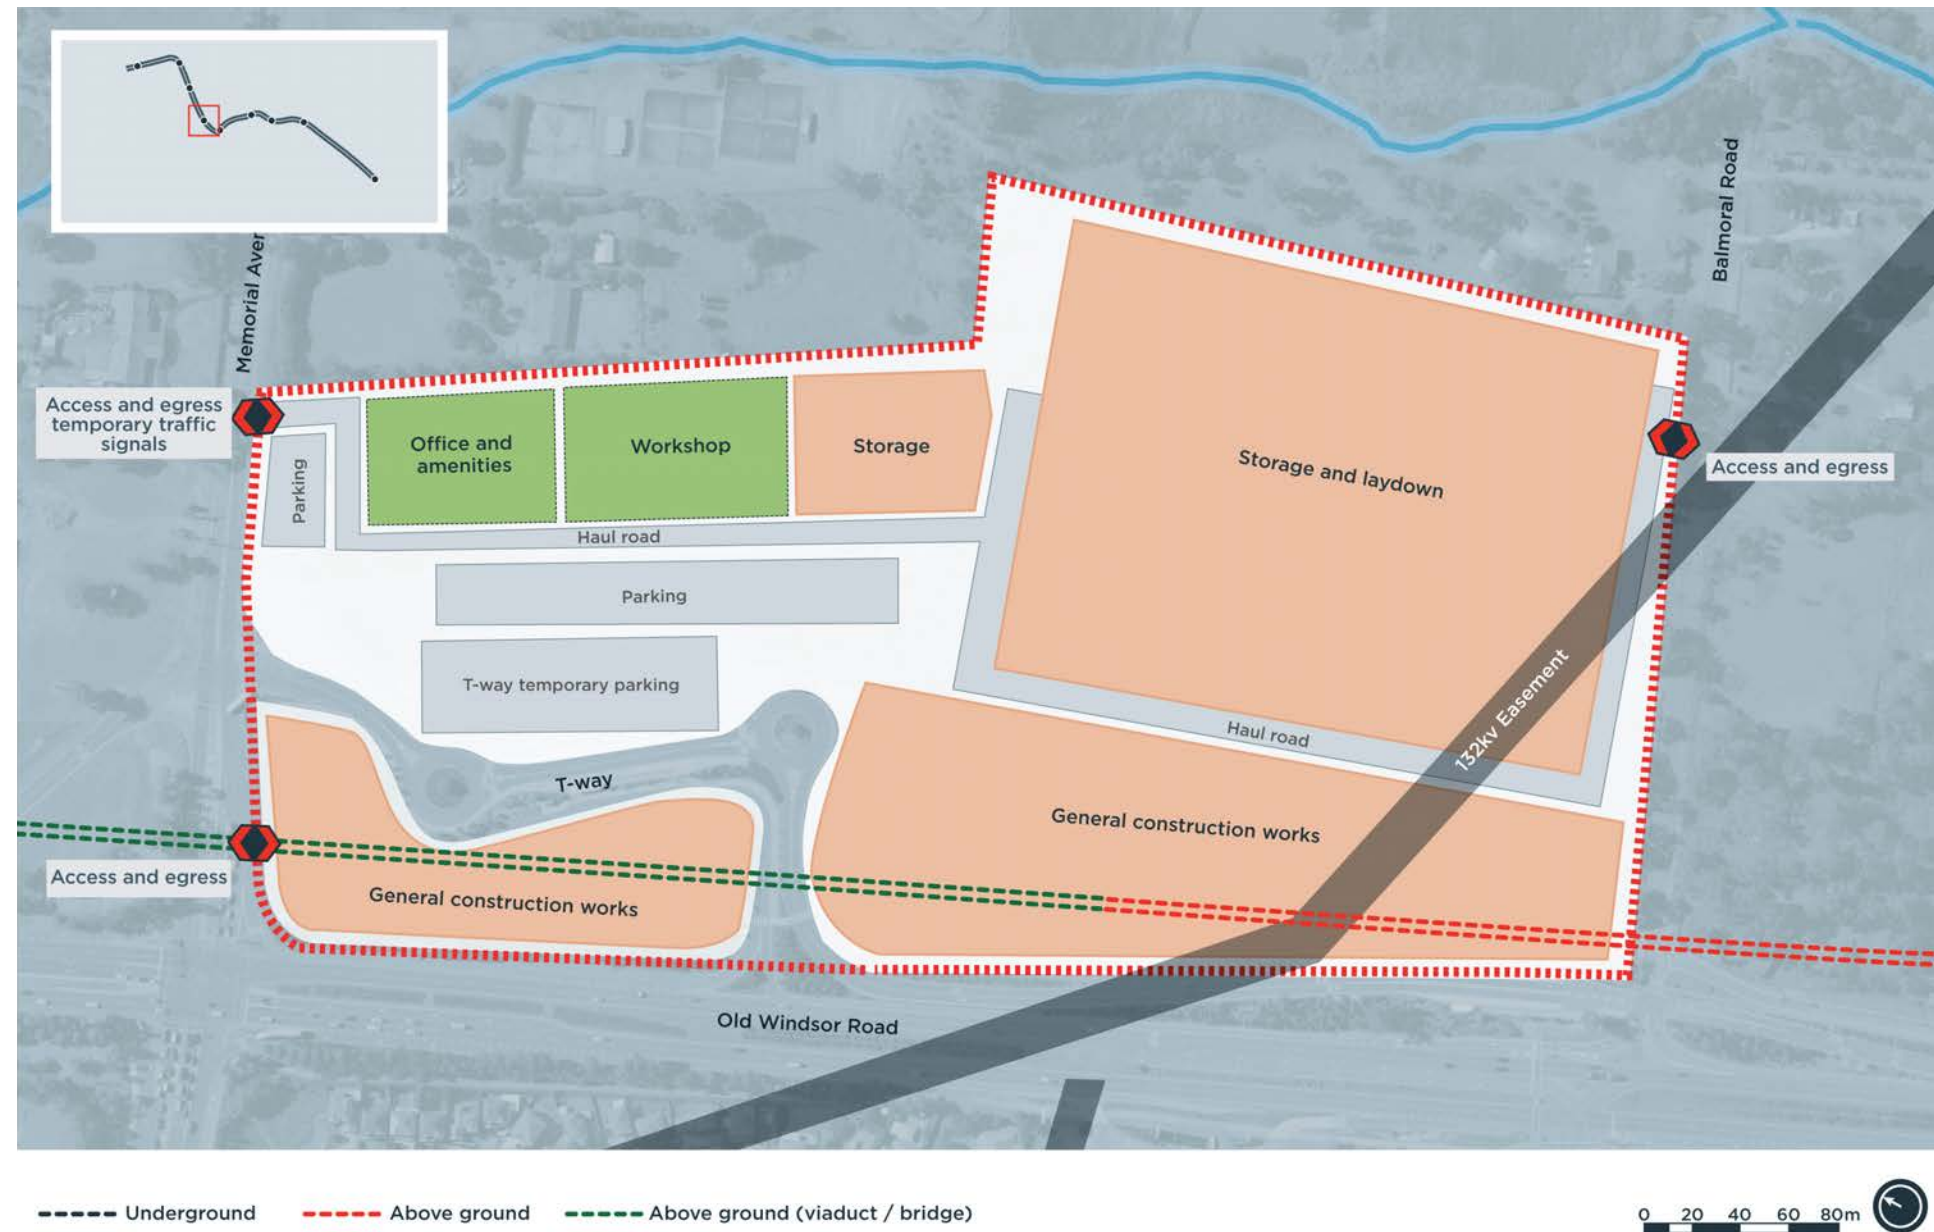 Memorial Aven
Balmoral Road
Access and egress
temporary traffic
signals
Parking
Office and
amenities
Workshop
Storage
Storage and laydown
Access and egress
Haul road
Parking
T-way temporary parking
Haul road
132kv Easement
T-way
General construction works
Access and egress
General construction works
Old Windsor Road
Underground
Above ground
Above ground (viaduct / bridge)
0 20 40 60 80m